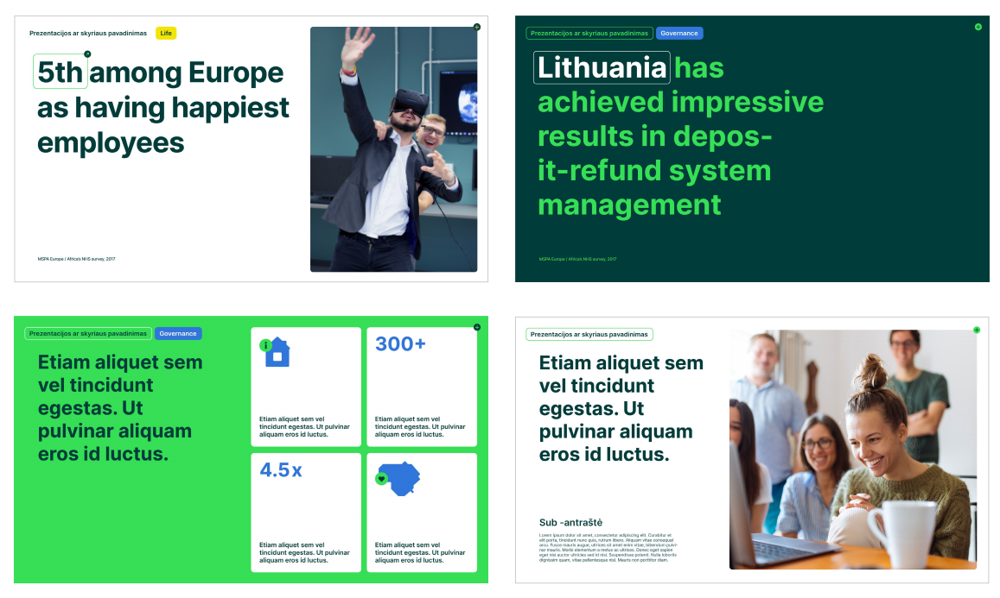 Prezentacijos ar skyriaus pavadinimas Life
5th among Europe
as having happiest
employees
MSPA Europe / Africa's NHS survey, 2017
Prezentacijos ar skyriaus pavadinimas Governance
Lithuania has
achieved impressive
results in depos-
it-refund system
management
MSPA Europe / Africa's NHS survey, 2017
Prezentacijos ar skyriaus pavadinimas Governance
Etiam aliquet sem
vel tincidunt
egestas. Ut
pulvinar aliquam
eros id luctus.
Etiam aliquet sem vel
tincidunt egestas. Ut pulvinar
aliquam eros id luctus.
300+
Etiam aliquet sem vel
tincidunt egestas. Ut pulvinar
aliquam eros id luctus.
4.5x
Etiam aliquet sem vel
tincidunt egestas. Ut pulvinar
aliquam eros id luctus.
Etiam aliquet sem vel
tincidunt egestas. Ut pulvinar
aliquam eros id luctus.
Prezentacijos ar skyriaus pavadinimas
Etiam aliquet sem
vel tincidunt
egestas. Ut
pulvinar aliquam
eros id luctus.
Sub -antraštė
Lorem ipsum dolor sit amet, consectetur adipiscing elit. Curabitur et
elit porta, tincidunt nunc quis, rutrum libero. Aliquam vitae consequat
arcu. Fusce mauris augue, ultrices sit amet enim vitae, bibendum pulvi-
nar mauris. Morbi elementum a metus ac ultrices. Donec eget sapien
eget nisl auctor ultricies sed id nisl. Suspendisse potenti. Nulla lobortis
dignissim quam, vitae pellentesque nisl. Mauris non porttitor diam.